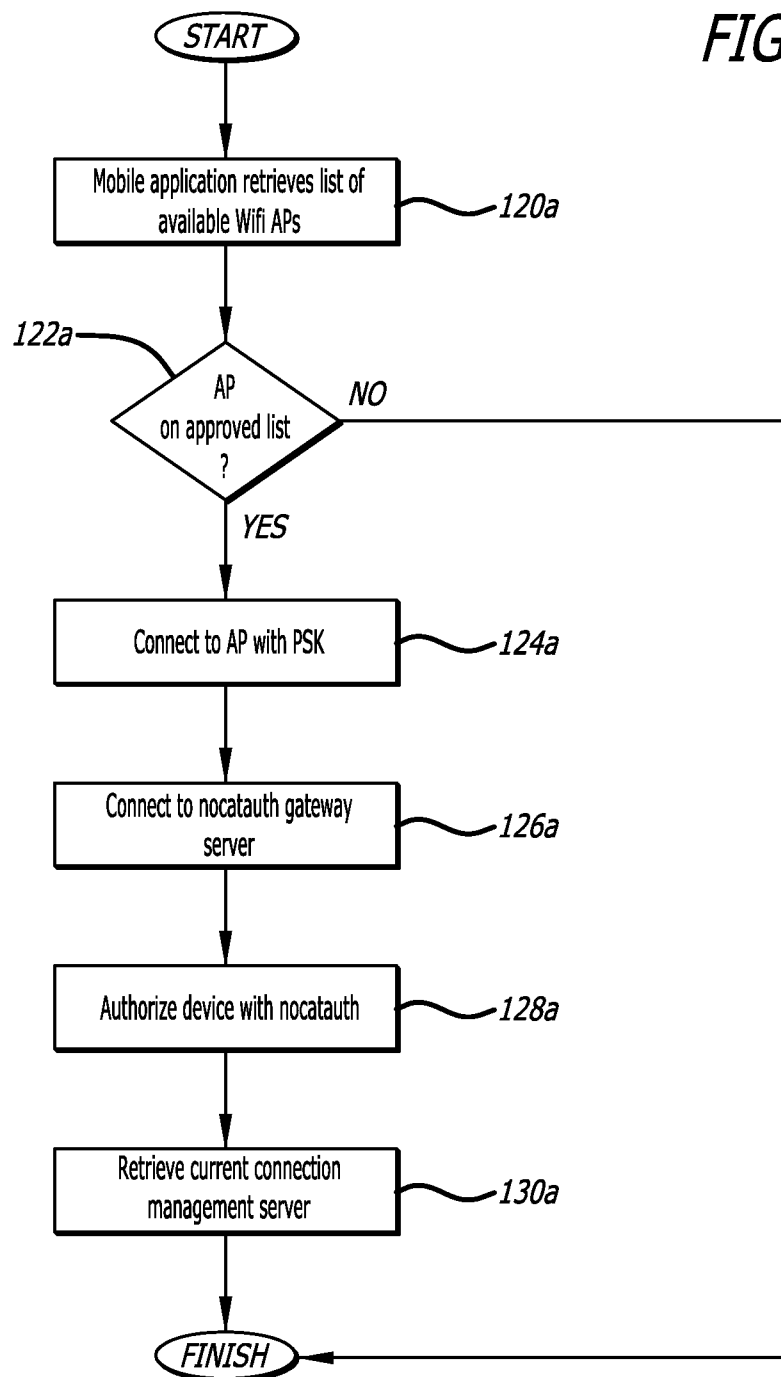 START
FIG
Mobile application retrieves list of
available Wifi APs
120a
122a
AP
on approved list
?
NO
YES
Connect to AP with PSK
124a
Connect to nocatauth gateway
server
126a
Authorize device with nocatauth
128a
Retrieve current connection
management server
130a
FINISH